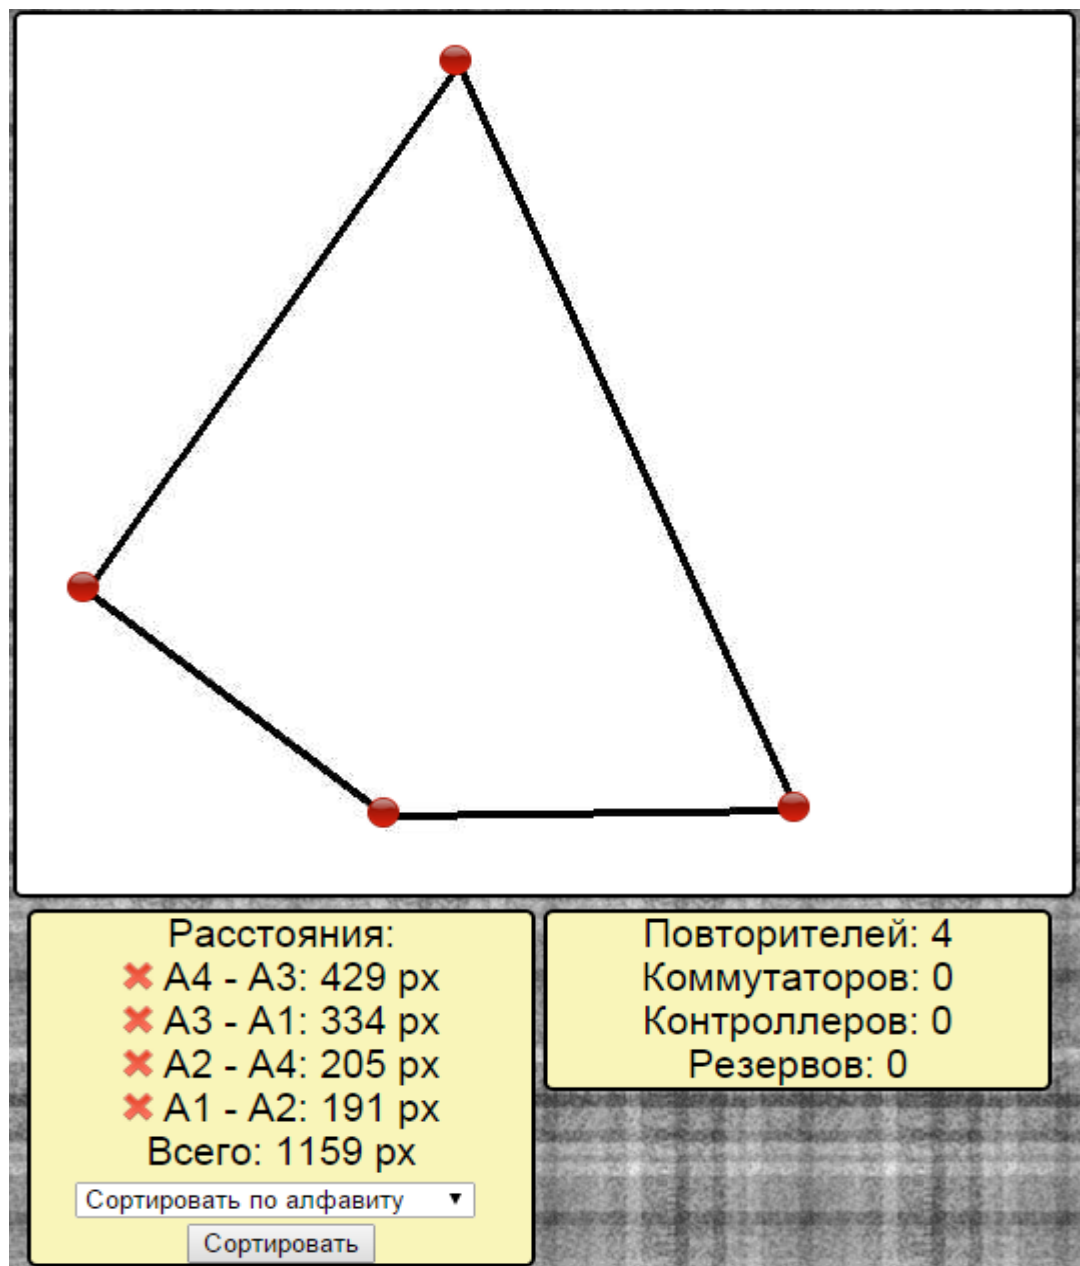 Расстояния:
A4 - A3: 429 px
A3 - A1: 334 px
A2 - A4: 205 px
A1 - A2: 191 px
Всего: 1159 px
Сортировать по алфавиту
Сортировать
Повторителей: 4
Коммутаторов: 0
Контроллеров: 0
Резервов: 0